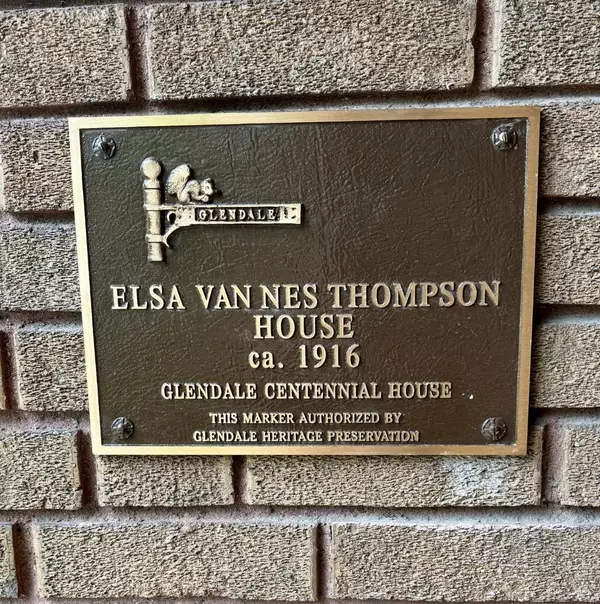 GLENDALE
ELSA VAN NES THOMPSON
HOUSE
ca. 1916
GLENDALE CENTENNIAL HOUSE
THIS MARKER AUTHORIZED BY
GLENDALE HERITAGE PRESERVATION